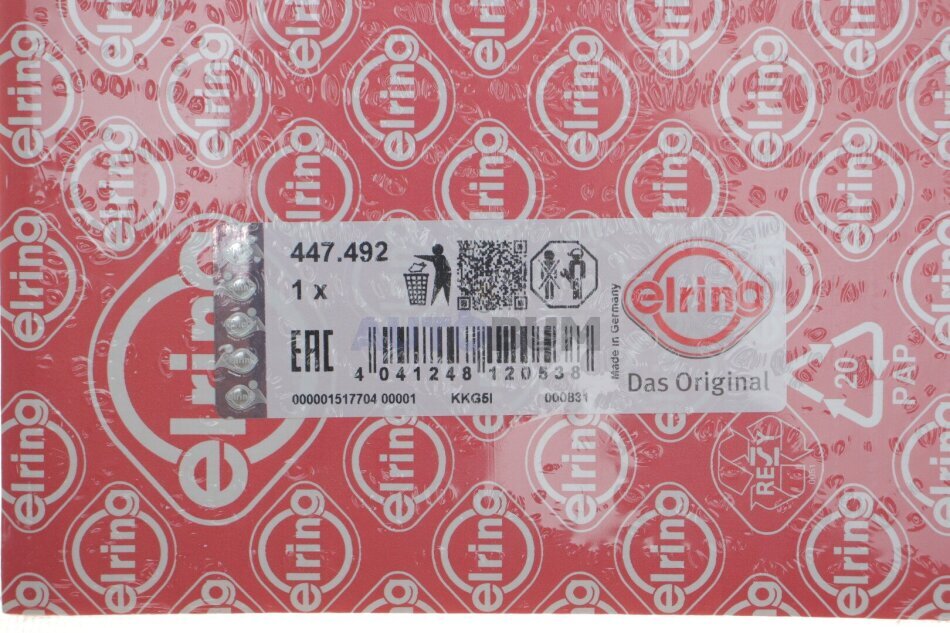 447.492
1 x
EAC
4 041248 120538
000001517704 00001 KKG5I 000831
Made in Germany
elring
Das Original
20
PAP
RESY